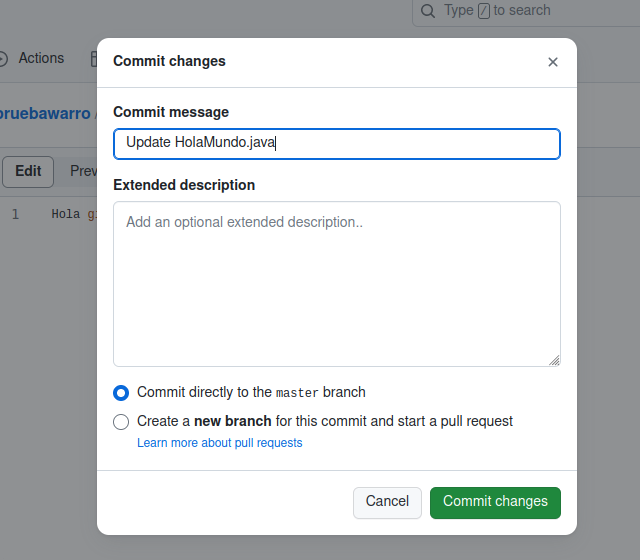 Type / to search
Actions
pruebawarro /
Edit
Prev
1 Hola g
Commit changes
Commit message
Update HolaMundo.java
Extended description
Add an optional extended description..
Commit directly to the master branch
Create a new branch for this commit and start a pull request
Learn more about pull requests
Cancel
Commit changes